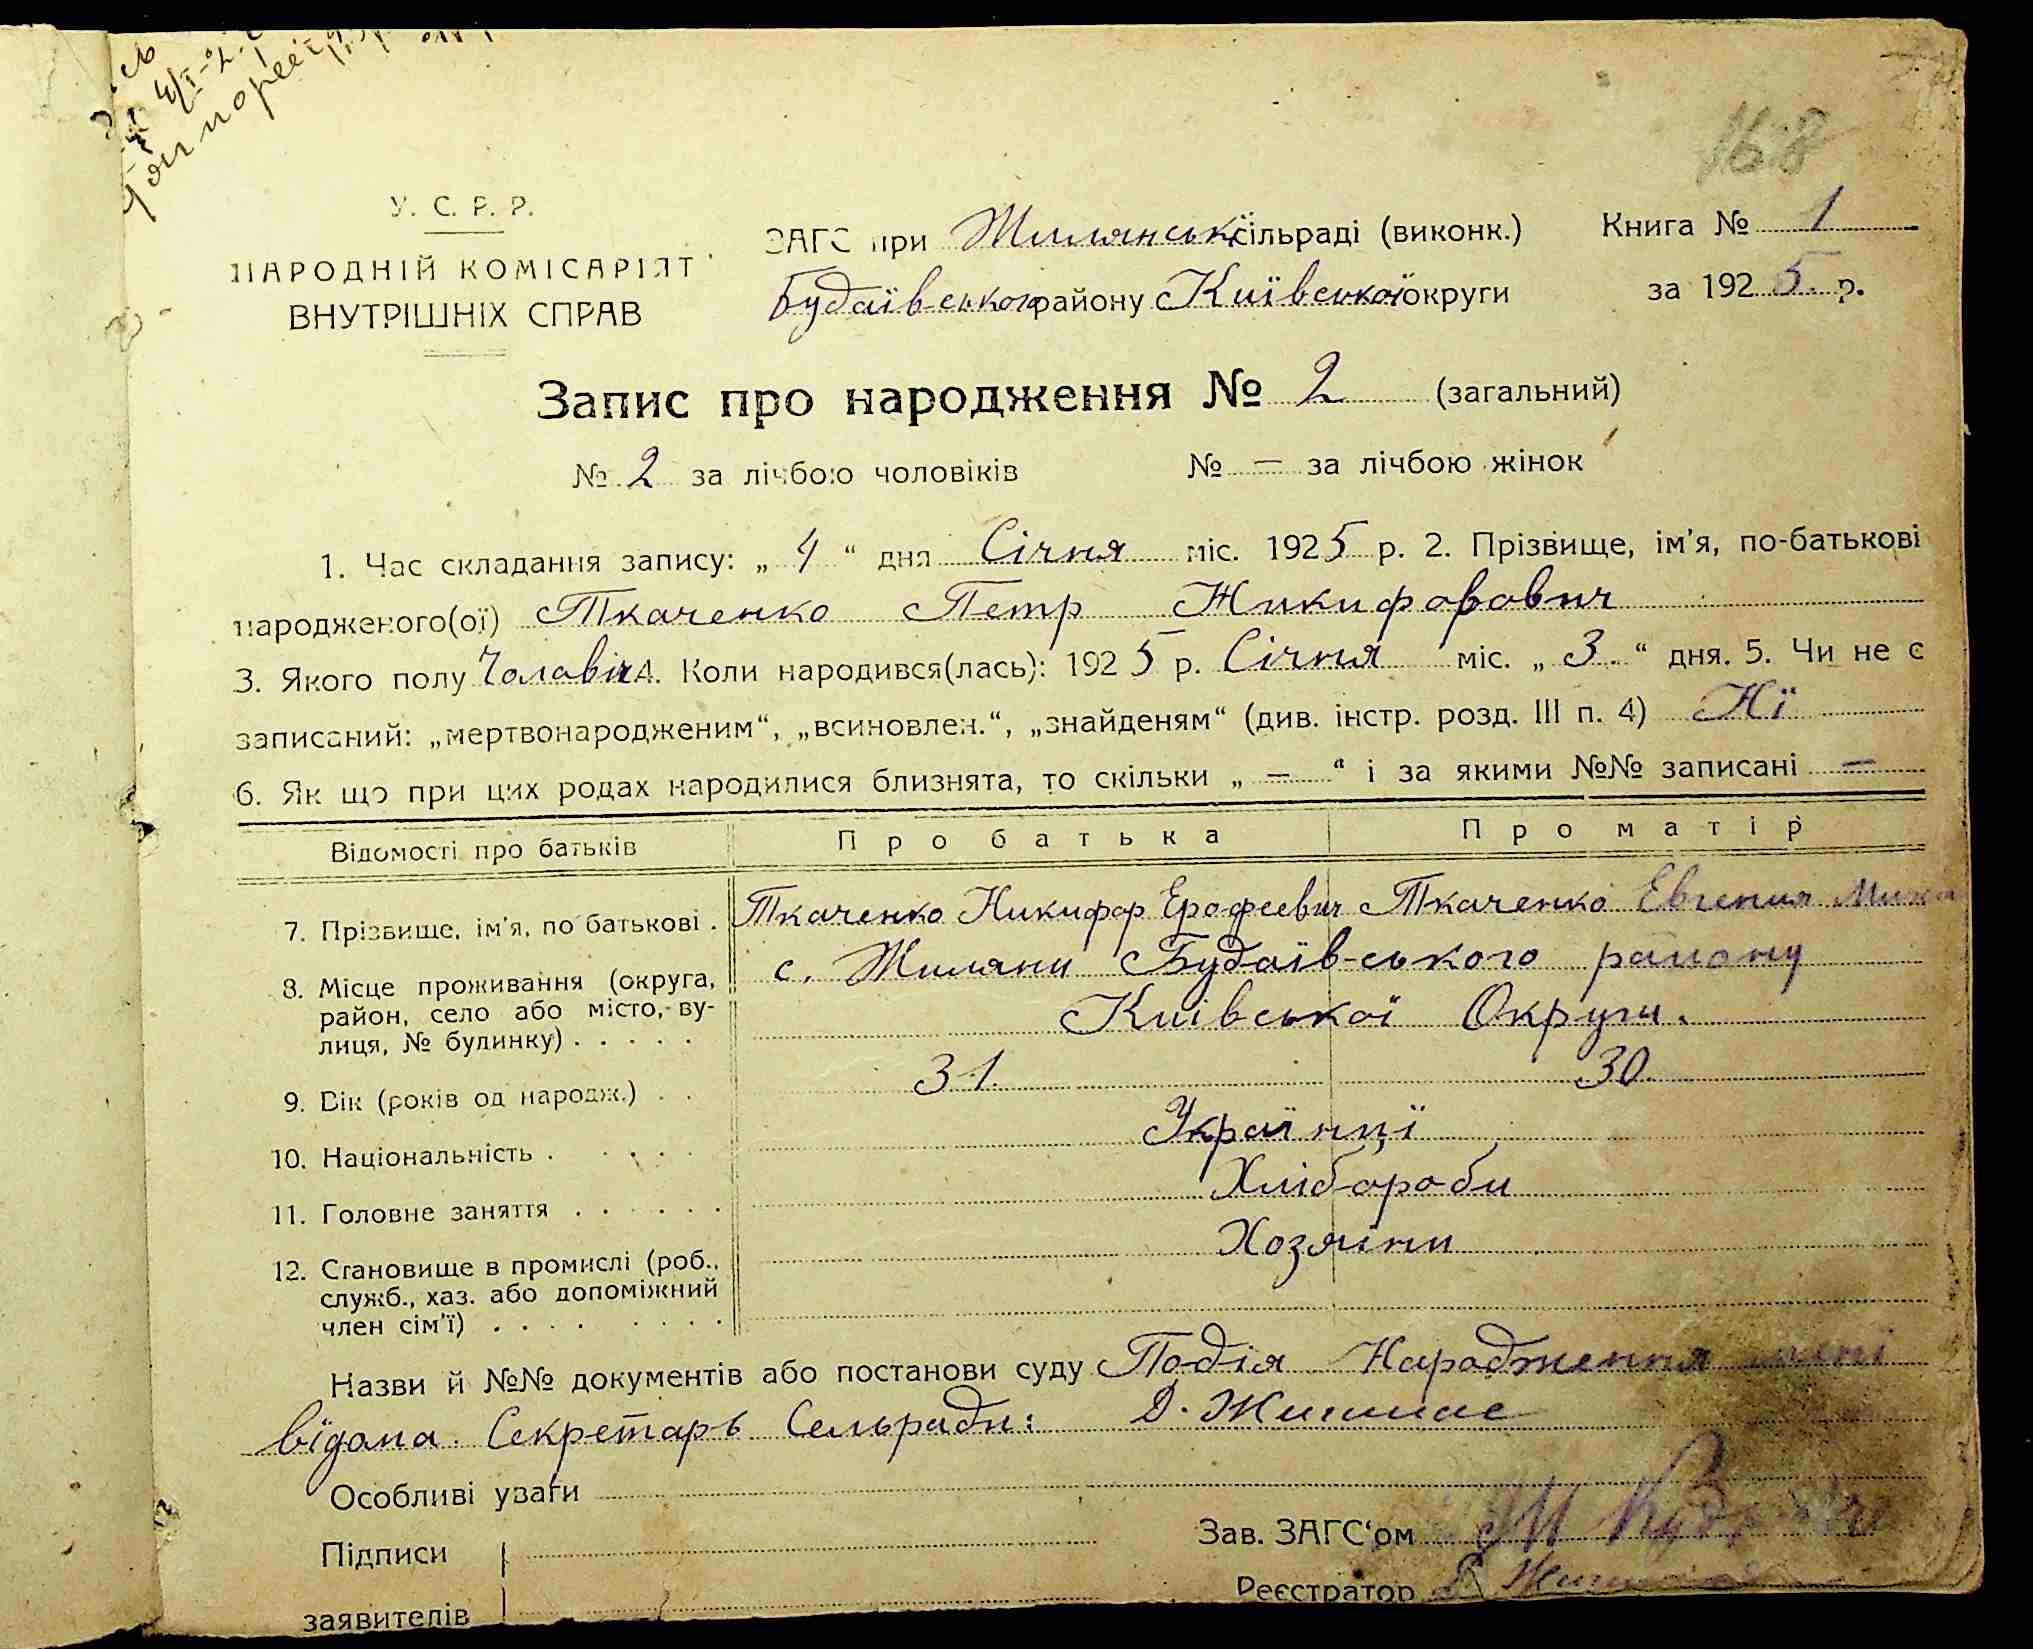 168
У. С. Р. Р.
НАРОДНІЙ КОМІСАРІЯТ
ВНУТРІШНІХ СПРАВ
ЗАГС при Жилянській сільраді (виконк.)
Будаївського району Київської округи
Книга № 1
за 1925 р.
Запис про народження № 2 (загальний)
№ 2 за лічбою чоловіків № — за лічбою жінок
1. Час складання запису: „ 4 “ дня Січня міс. 1925 р. 2. Прізвище, ім'я, по-батькові
народженого(ої) Ткаченко Петр Никифорович
3. Якого полу Чоловіч 4. Коли народився(лась): 1925 р. Січня міс. „ 3. “ дня. 5. Чи не є
записаний: „мертвонародженим“, „всиновлен.“, „знайденям“ (див. інстр. розд. III п. 4) Нї
6. Як що при цих родах народилися близнята, то скільки „ — “ і за якими №№ записані —
Відомості про батьків Про батька Про матір
7. Прізвище, ім'я, по батькові . Ткаченко Никифор Ерофеевич Ткаченко Евгения
8. Місце проживання (округа, с. Жиляни Будаївського району
район, село або місто, ву- Київської Округи.
лиця, № будинку) . . . . .
9. Вік (років од народж.) . . 31. 30.
10. Національність . . . . . Українцї
11. Головне заняття . . . . . . Хлібороби
12. Становище в промислі (роб., Хозяїни
служб., хаз. або допоміжний
член сім'ї) . . . . . . . .
Назви й №№ документів або постанови суду Подія Народження мені
відома. Секретарь Сельради: Д.
Особливі уваги
Підписи
заявителів
Зав. ЗАГС'ом
Реєстратор